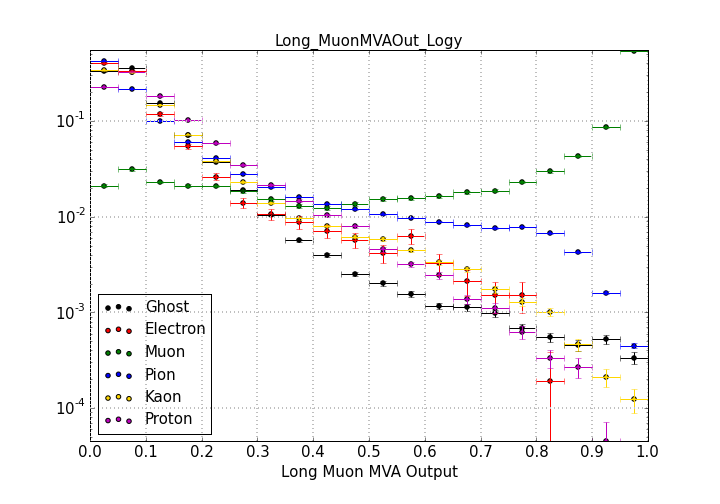 Long_MuonMVAOut_Logy
10⁻¹
10⁻²
10⁻³
10⁻⁴
Ghost
Electron
Muon
Pion
Kaon
Proton
0.0 0.1 0.2 0.3 0.4 0.5 0.6 0.7 0.8 0.9 1.0
Long Muon MVA Output